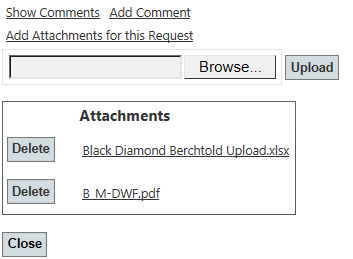 Show Comments Add Comment
Add Attachments for this Request
Browse... Upload
Attachments
Delete Black Diamond Berchtold Upload.xlsx
Delete B_M-DWF.pdf
Close